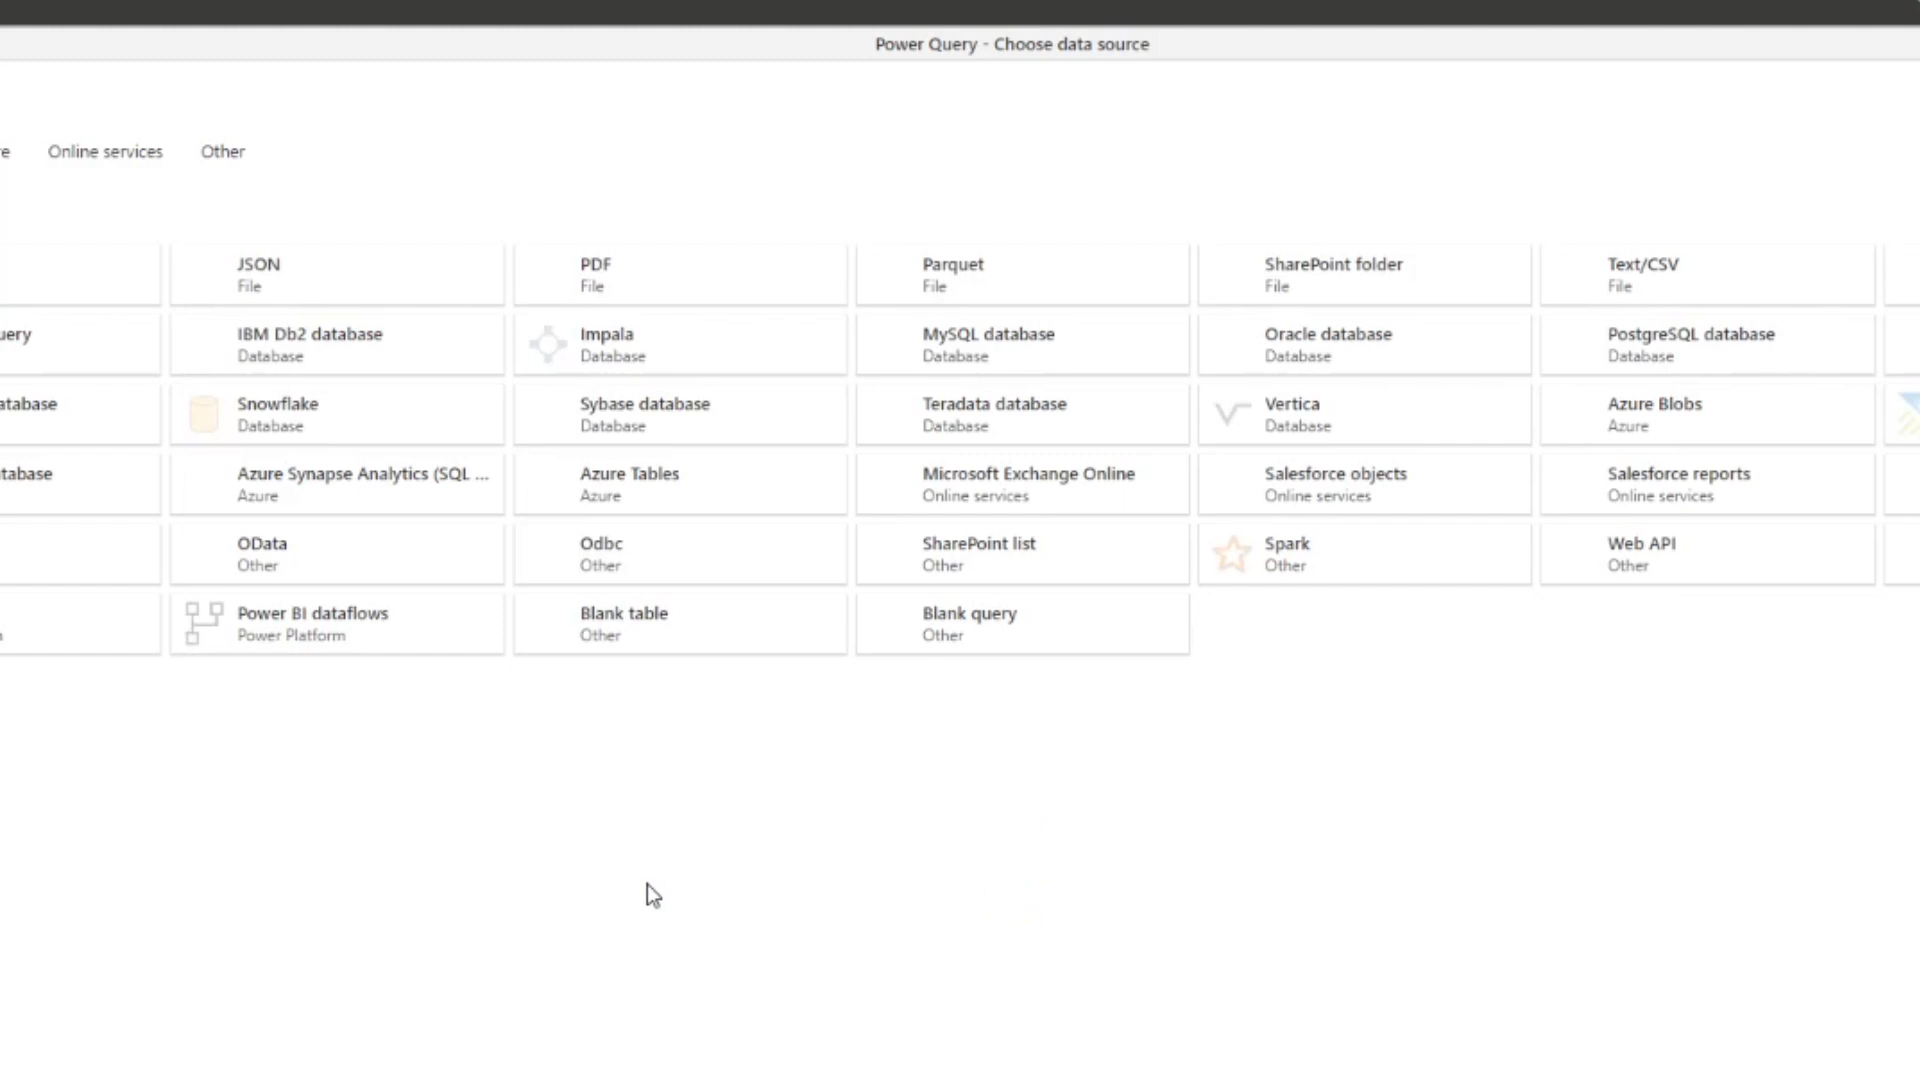 Power Query - Choose data source
Online services Other
JSON PDF Parquet SharePoint folder Text/CSV
File File File File File
IBM Db2 database Impala MySQL database Oracle database PostgreSQL database
Database Database Database Database Database
Snowflake Sybase database Teradata database Vertica Azure Blobs
Database Database Database Database Azure
Azure Synapse Analytics (SQL ... Azure Tables Microsoft Exchange Online Salesforce objects Salesforce reports
Azure Azure Online services Online services Online services
OData Odbc SharePoint list Spark Web API
Other Other Other Other Other
Power BI dataflows Blank table Blank query
Power Platform Other Other